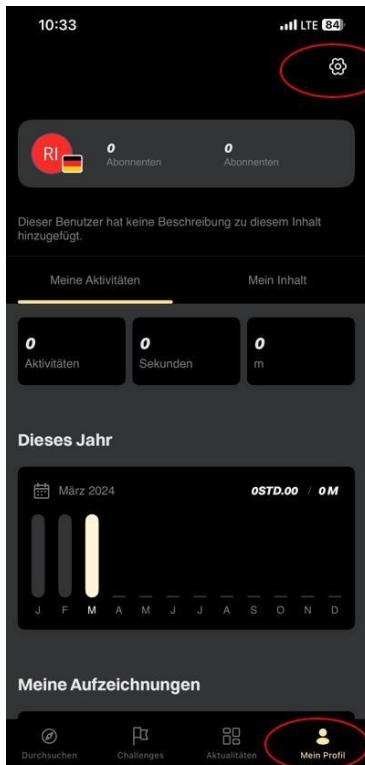 10:33
LTE 84
RI
0 0
Abonnenten Abonnenten
Dieser Benutzer hat keine Beschreibung zu diesem Inhalt
hinzugefügt.
Meine Aktivitäten Mein Inhalt
0 0 0
Aktivitäten Sekunden m
Dieses Jahr
März 2024 0STD.00 / 0 M
J F M A M J J A S O N D
Meine Aufzeichnungen
Durchsuchen Challenges Aktualitäten Mein Profil